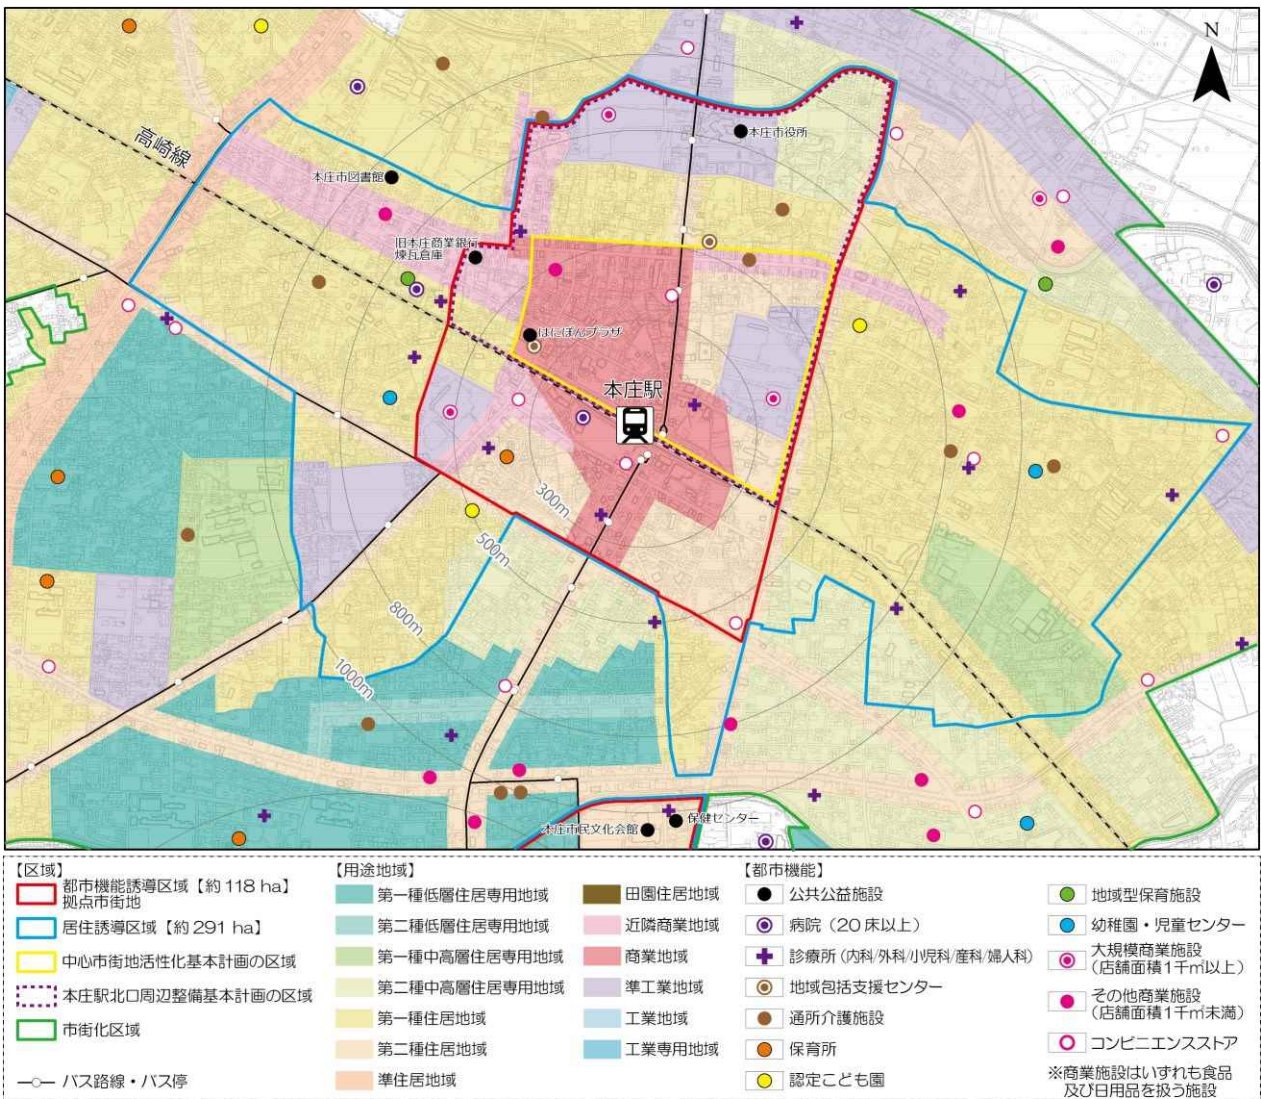 N
高崎線
本庄市役所
本庄市図書館
旧本庄商業銀行
煉瓦倉庫
はにぽんプラザ
本庄駅
300m
500m
800m
1000m
本庄市民文化会館
保健センター
【区域】
都市機能誘導区域【約118 ha】
拠点市街地
居住誘導区域【約291 ha】
中心市街地活性化基本計画の区域
本庄駅北口周辺整備基本計画の区域
市街化区域
バス路線・バス停
【用途地域】
第一種低層住居専用地域
第二種低層住居専用地域
第一種中高層住居専用地域
第二種中高層住居専用地域
第一種住居地域
第二種住居地域
準住居地域
田園住居地域
近隣商業地域
商業地域
準工業地域
工業地域
工業専用地域
【都市機能】
公共公益施設
病院（20床以上）
診療所（内科/外科/小児科/産科/婦人科）
地域包括支援センター
通所介護施設
保育所
認定こども園
地域型保育施設
幼稚園・児童センター
大規模商業施設
（店舗面積1千㎡以上）
その他商業施設
（店舗面積1千㎡未満）
コンビニエンスストア
※商業施設はいずれも食品
及び日用品を扱う施設